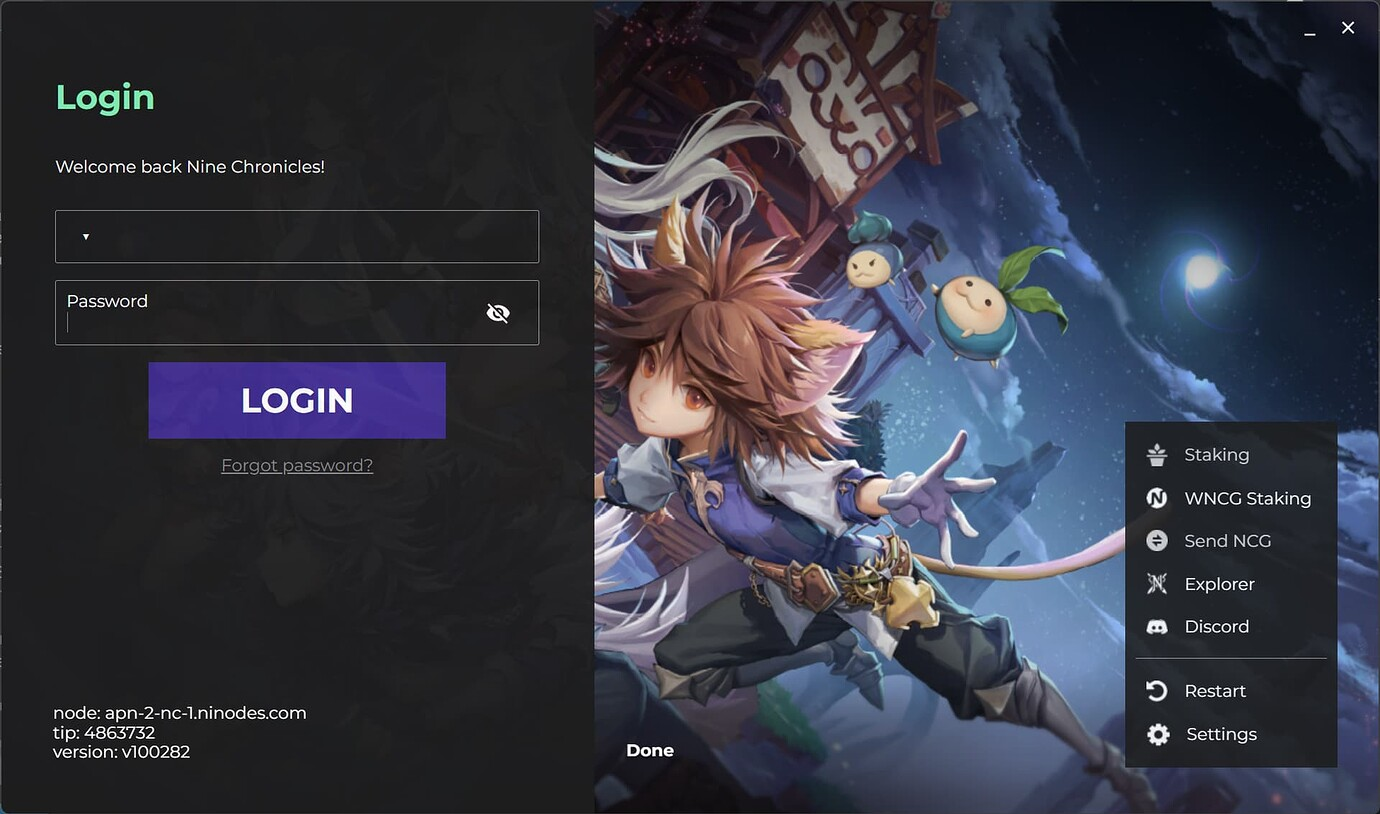 Login
Welcome back Nine Chronicles!
Password
LOGIN
Forgot password?
node: apn-2-nc-1.ninodes.com
tip: 4863732
version: v100282
Done
Staking
WNCG Staking
Send NCG
Explorer
Discord
Restart
Settings